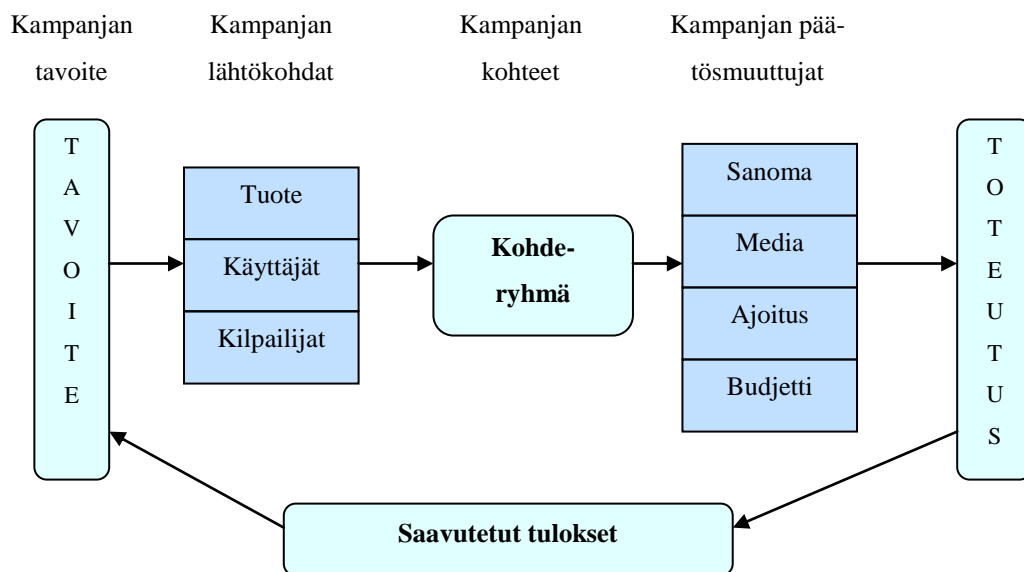 Kampanjan
tavoite
Kampanjan
lähtökohdat
Kampanjan
kohteet
Kampanjan pää-
tösmuuttujat
T
A
V
O
I
T
E
Tuote
Käyttäjät
Kilpailijat
Kohde-
ryhmä
Sanoma
Media
Ajoitus
Budjetti
T
O
T
E
U
T
U
S
Saavutetut tulokset